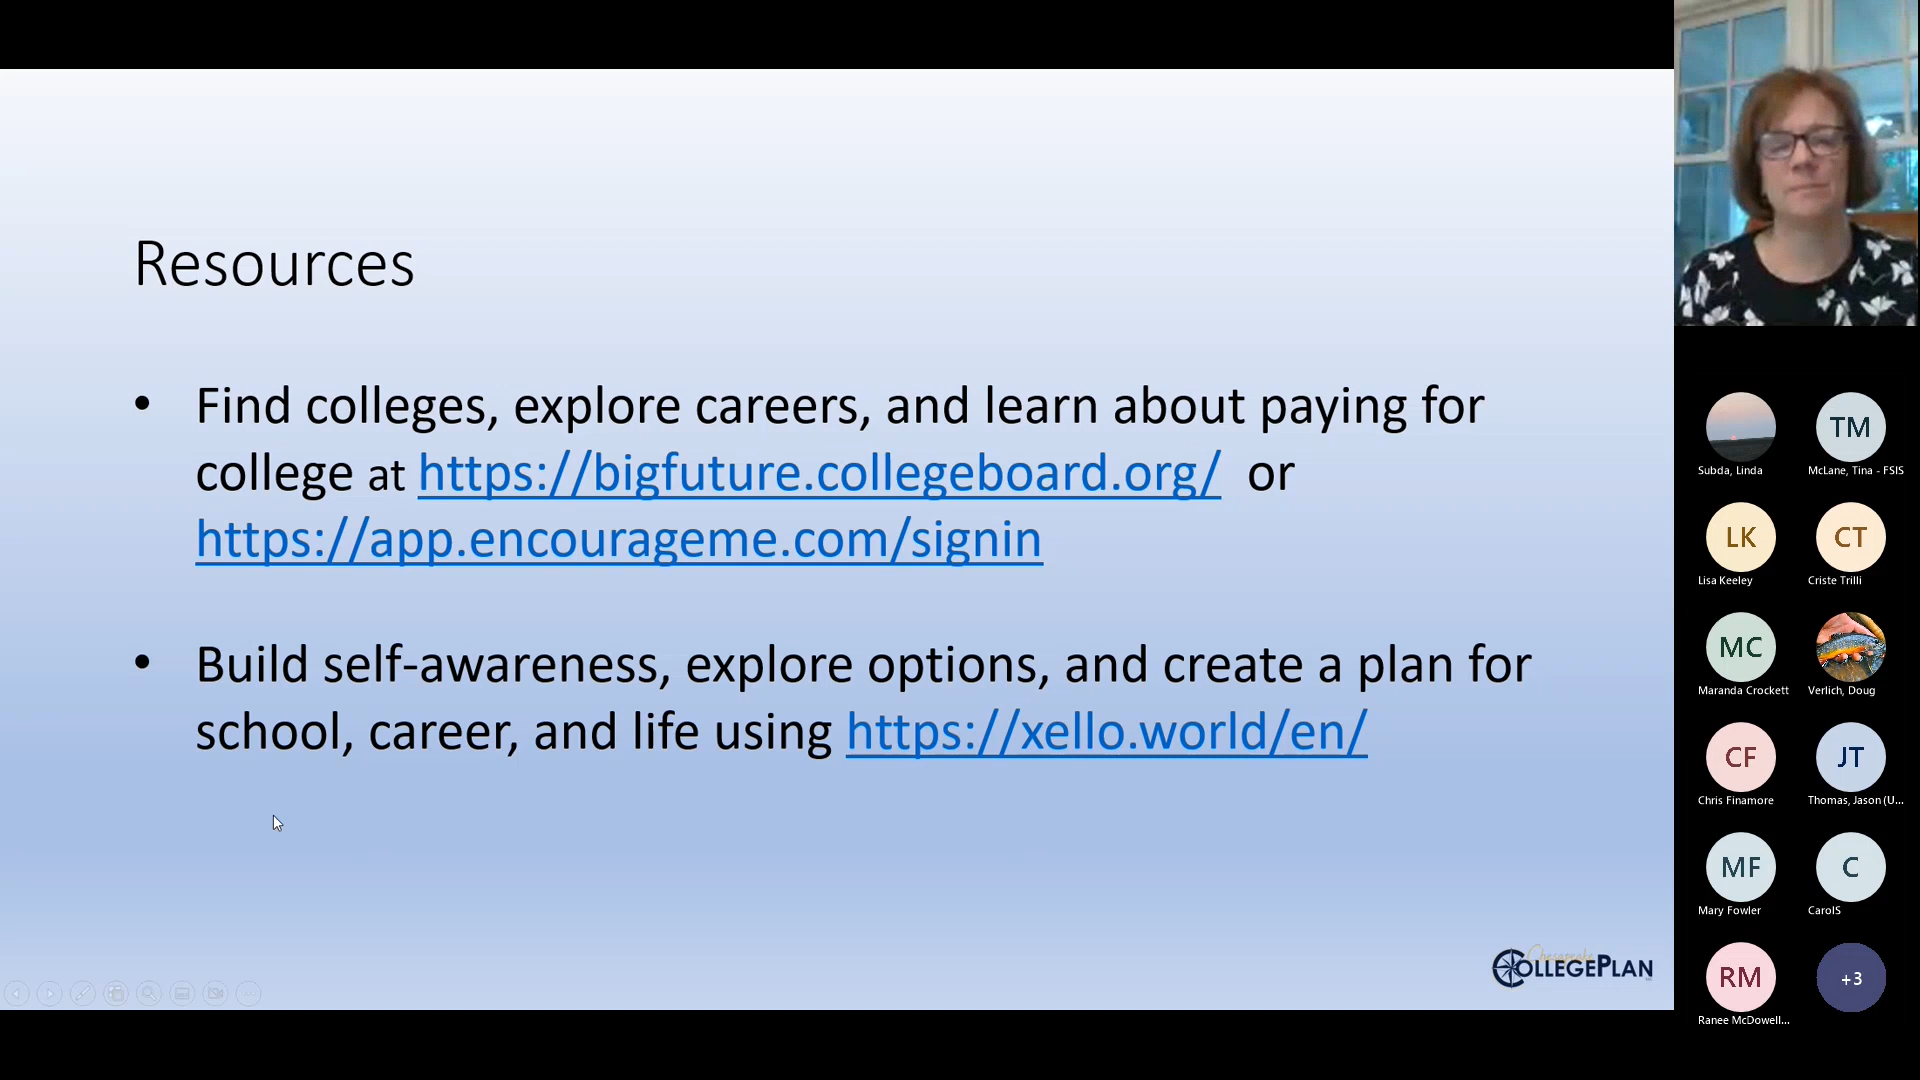 Resources
• Find colleges, explore careers, and learn about paying for
college at https://bigfuture.collegeboard.org/ or
https://app.encourageme.com/signin
• Build self-awareness, explore options, and create a plan for
school, career, and life using https://xello.world/en/
Chesapeake
COLLEGEPLAN
Subda, Linda
TM
McLane, Tina - FSIS
LK
Lisa Keeley
CT
Criste Trilli
MC
Maranda Crockett
Verlich, Doug
CF
Chris Finamore
JT
Thomas, Jason (U...
MF
Mary Fowler
C
CarolS
RM
Ranee McDowell...
+3